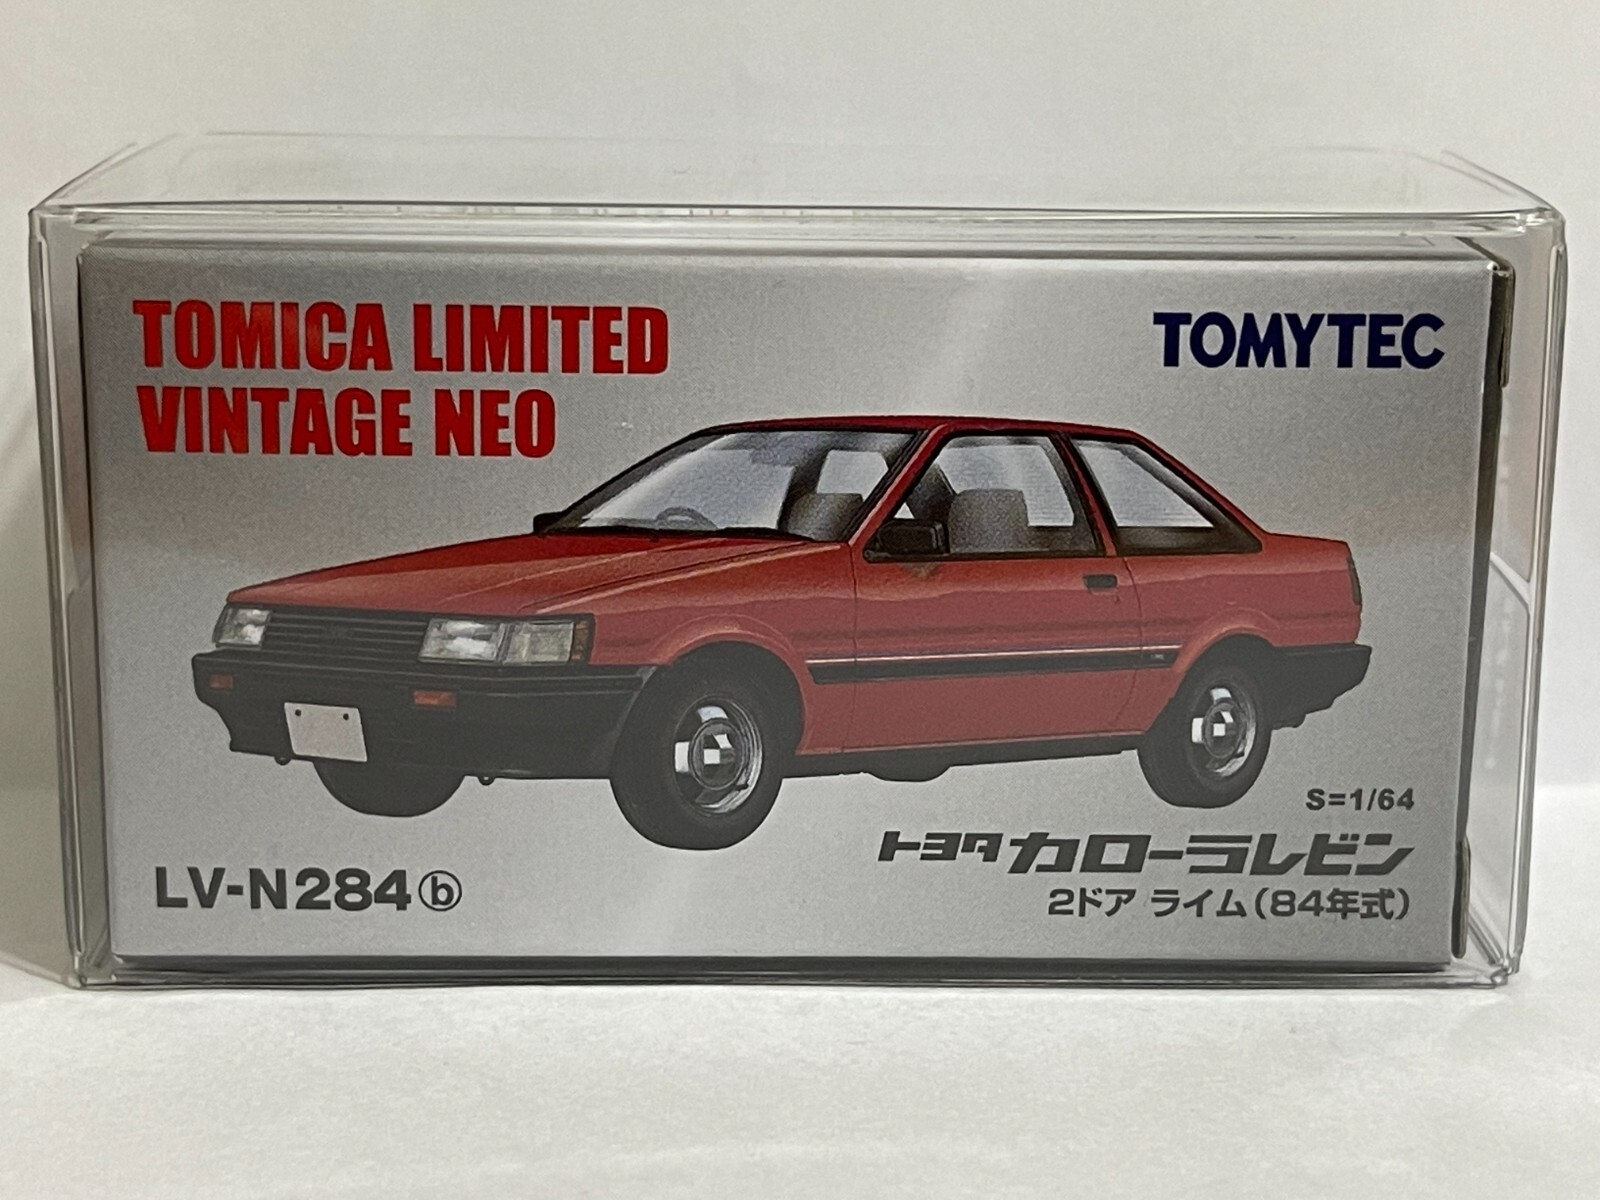 TOMICA LIMITED
VINTAGE NEO
TOMYTEC
S=1/64
トヨタ カローラレビン
2ドア ライム(84年式)
LV-N284ⓑ